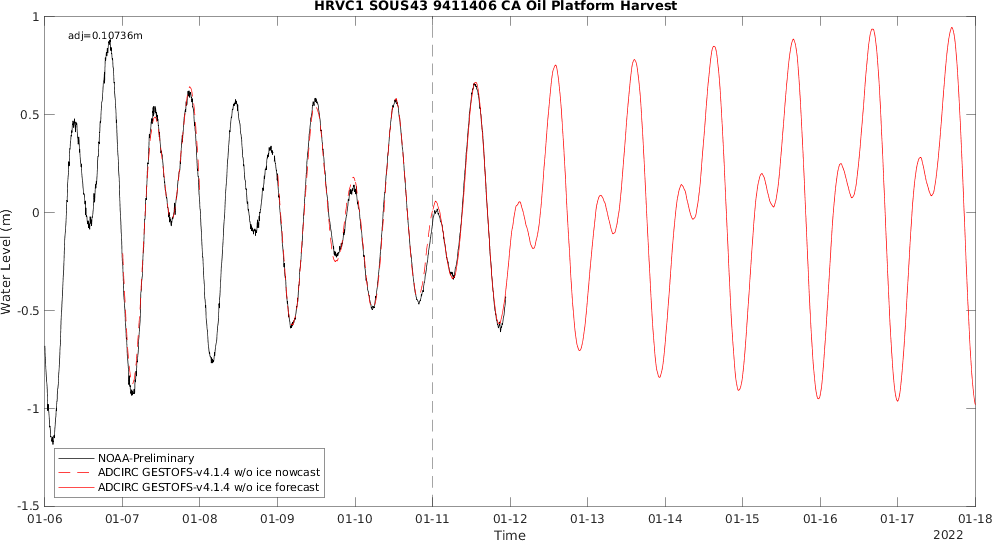 HRVC1 SOUS43 9411406 CA Oil Platform Harvest
adj=0.10736m
1
0.5
0
-0.5
-1
-1.5
Water Level (m)
NOAA-Preliminary
ADCIRC GESTOFS-v4.1.4 w/o ice nowcast
ADCIRC GESTOFS-v4.1.4 w/o ice forecast
01-06 01-07 01-08 01-09 01-10 01-11 01-12 01-13 01-14 01-15 01-16 01-17 01-18
Time
2022